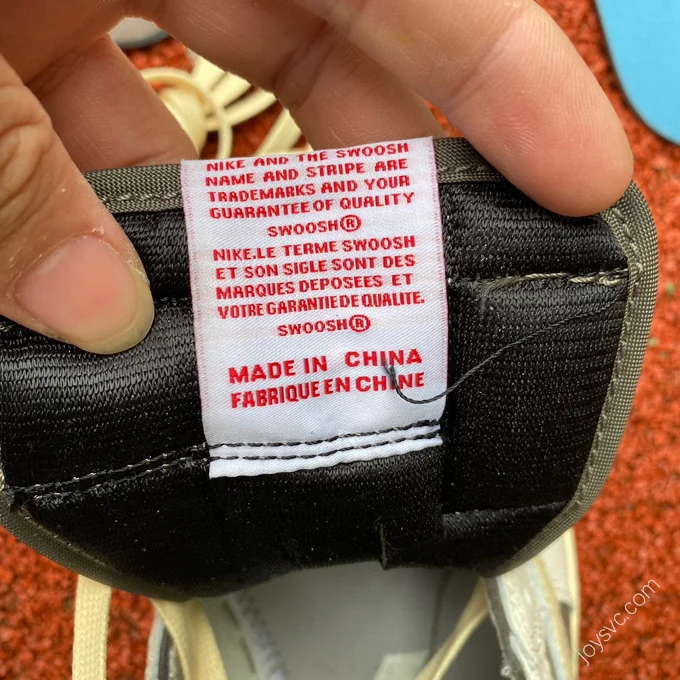 NIKE AND THE SWOOSH
NAME AND STRIPE ARE
TRADEMARKS AND YOUR
GUARANTEE OF QUALITY
SWOOSH®
NIKE.LE TERME SWOOSH
ET SON SIGLE SONT DES
MARQUES DEPOSEES ET
VOTRE GARANTIE DE QUALITE.
SWOOSH®
MADE IN CHINA
FABRIQUE EN CHINE
joysvc.com